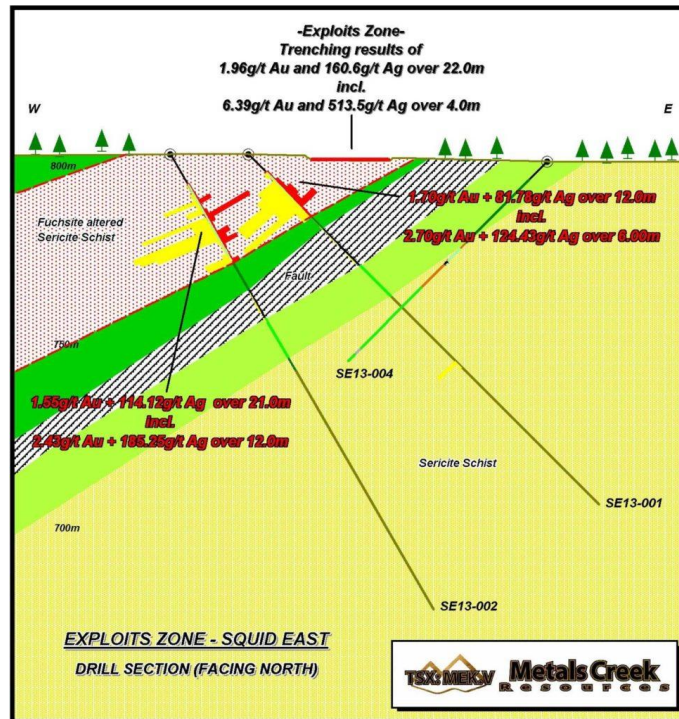 -Exploits Zone-
Trenching results of
1.96g/t Au and 160.6g/t Ag over 22.0m
incl.
6.39g/t Au and 513.5g/t Ag over 4.0m
W
E
800m
1.70g/t Au + 81.78g/t Ag over 12.0m
incl.
2.70g/t Au + 124.43g/t Ag over 6.00m
Fuchsite altered
Sericite Schist
Fault
750m
SE13-004
1.55g/t Au + 114.12g/t Ag over 21.0m
incl.
2.43g/t Au + 185.25g/t Ag over 12.0m
Sericite Schist
SE13-001
700m
SE13-002
EXPLOITS ZONE - SQUID EAST
DRILL SECTION (FACING NORTH)
TSX: MEK.V
Metals Creek
Resources